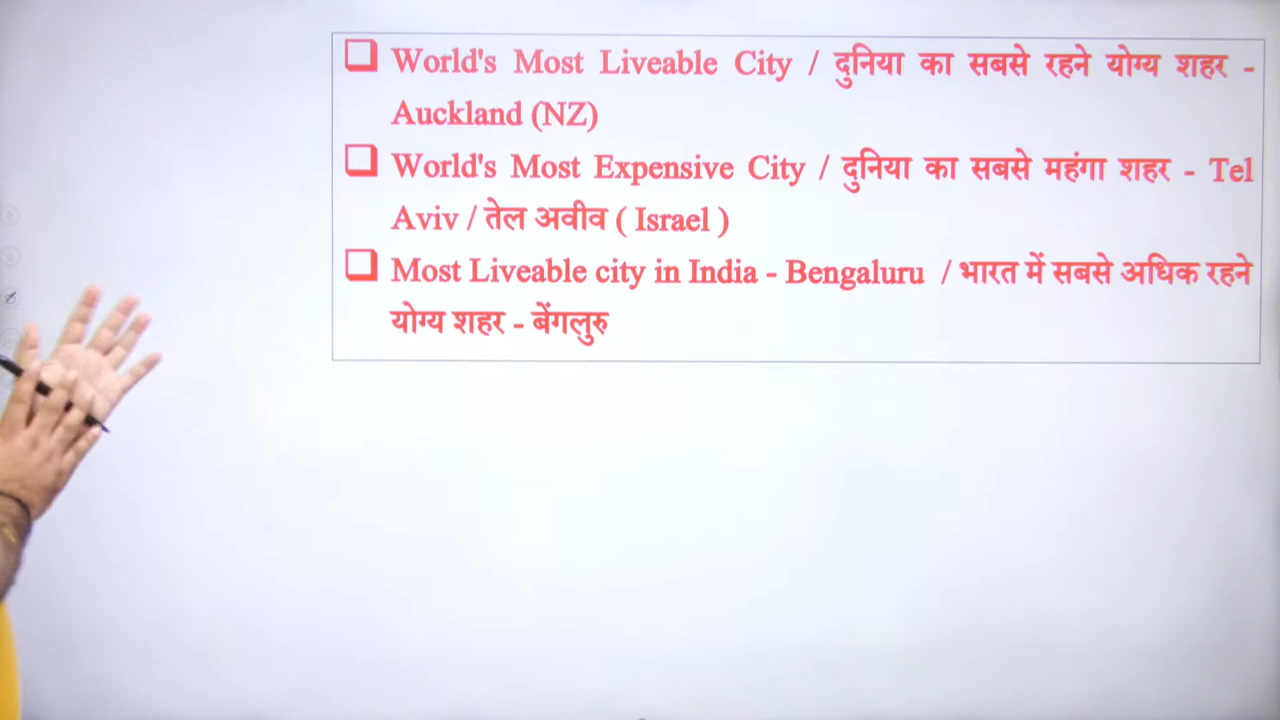 World's Most Liveable City / दुनिया का सबसे रहने योग्य शहर -
Auckland (NZ)
World's Most Expensive City / दुनिया का सबसे महंगा शहर - Tel
Aviv / तेल अवीव ( Israel )
Most Liveable city in India - Bengaluru / भारत में सबसे अधिक रहने
योग्य शहर - बेंगलुरु